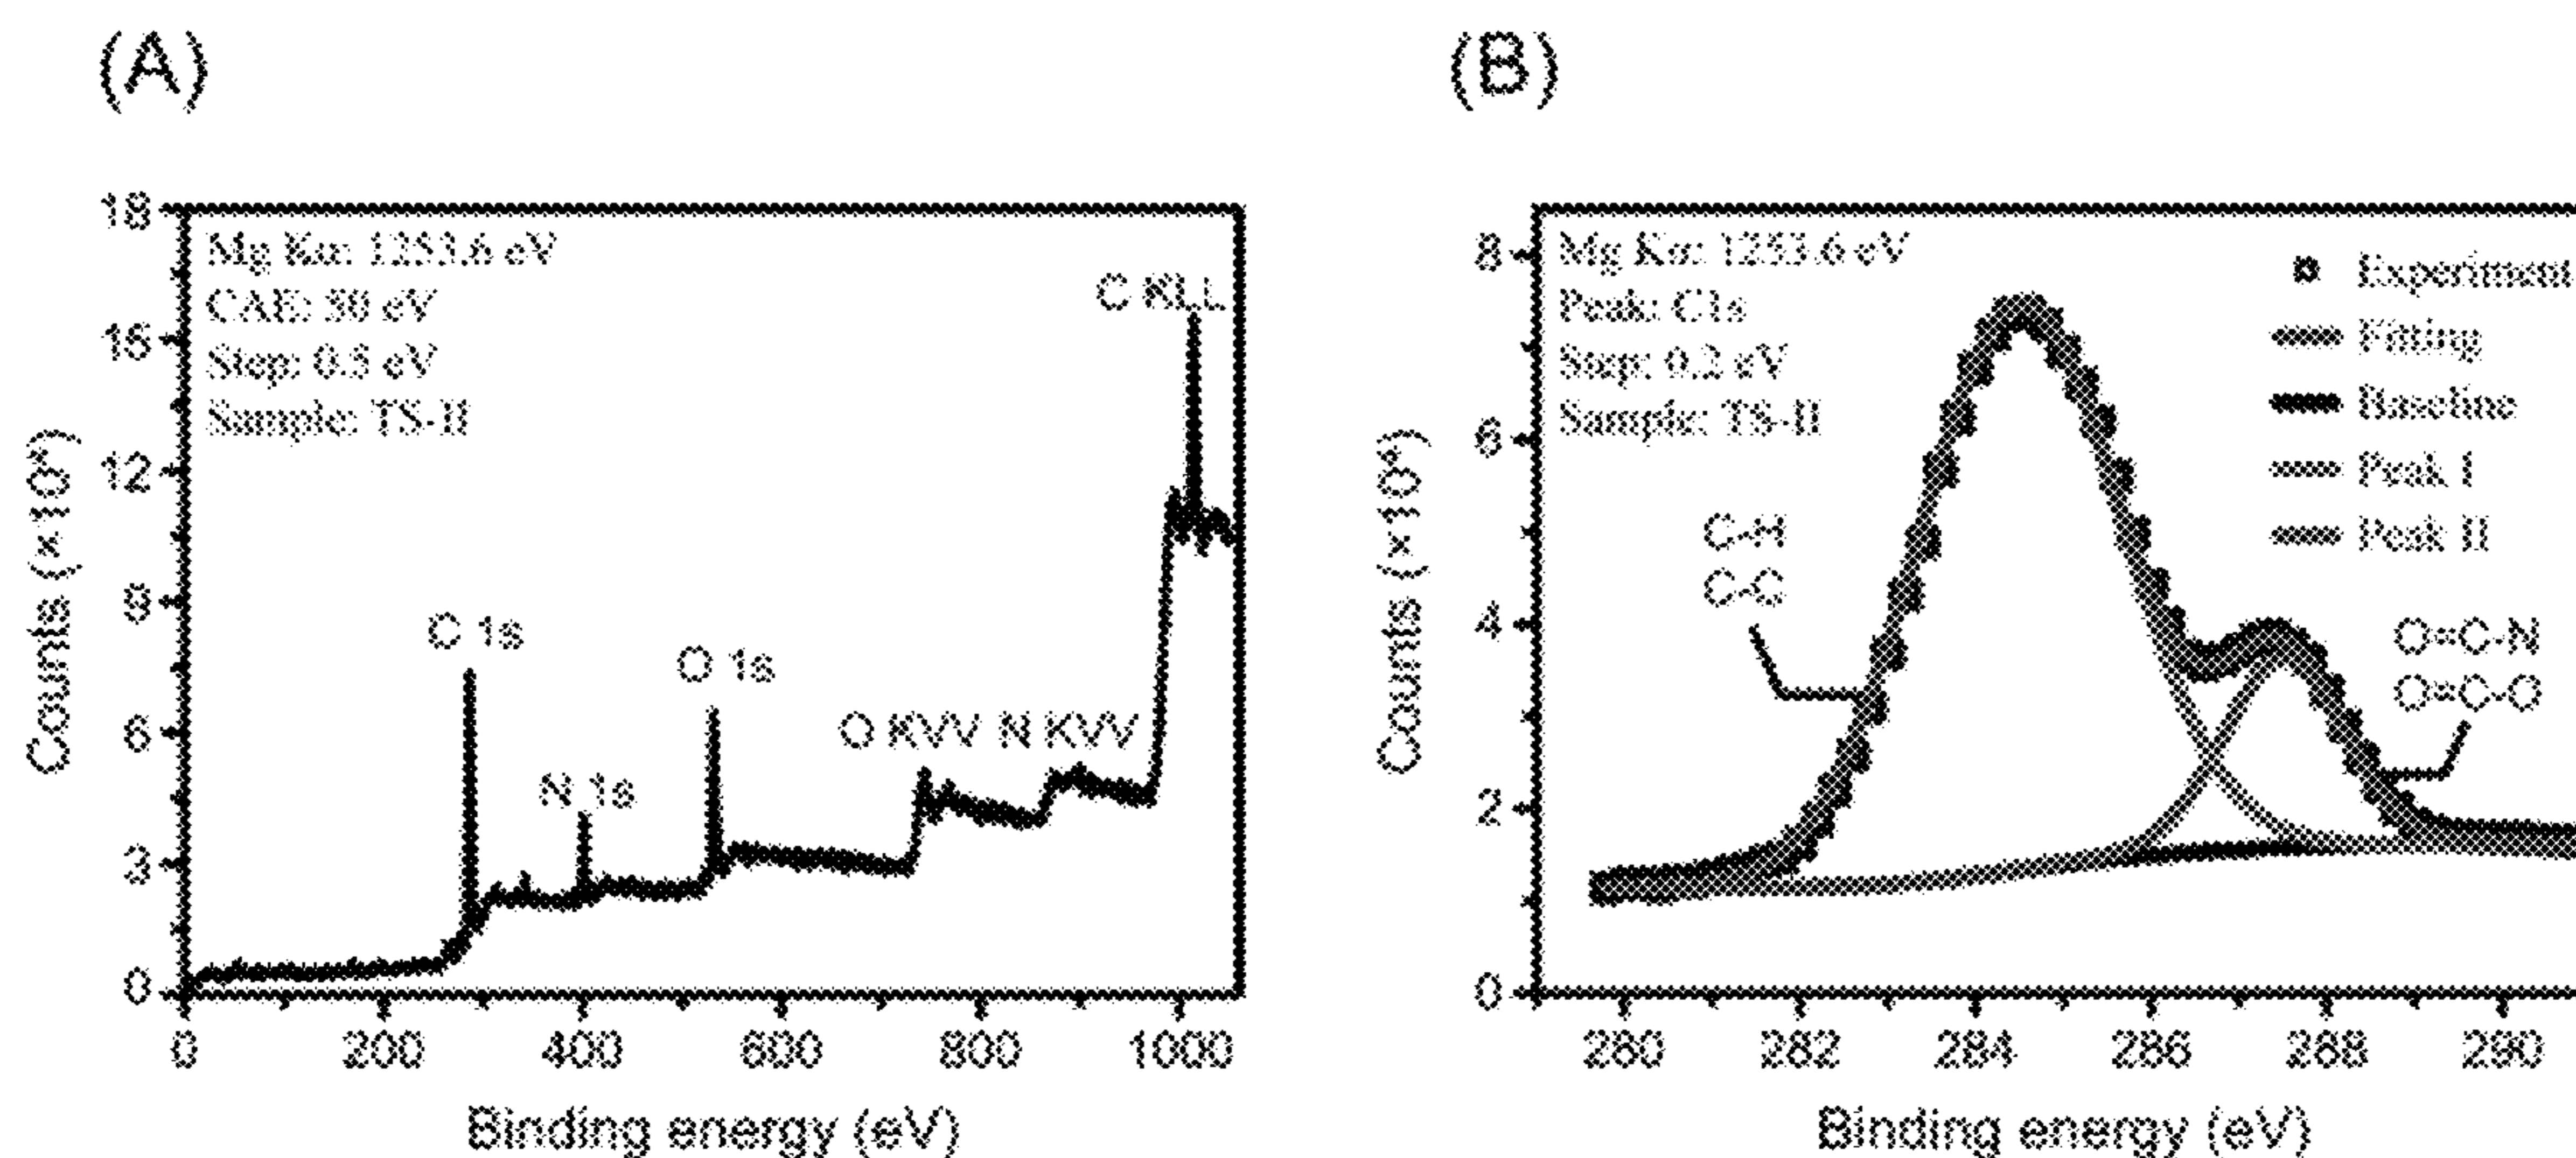 (A)
18
15
12
9
6
3
0
Counts (×10⁴)
Mg Kα: 1253.6 eV
CAE: 50 eV
Step: 0.5 eV
Sample: TS-II
C 1s
N 1s
O 1s
O KVV
N KVV
C KLL
0 200 400 600 800 1000
Binding energy (eV)
(B)
8
6
4
2
0
Counts
Mg Kα: 1253.6 eV
Peak: C1s
Step: 0.2 eV
Sample: TS-II
Experiment
Fitting
Baseline
Peak I
Peak II
C-H
C-C
O=C-N
O=C-O
280 282 284 286 288 290
Binding energy (eV)